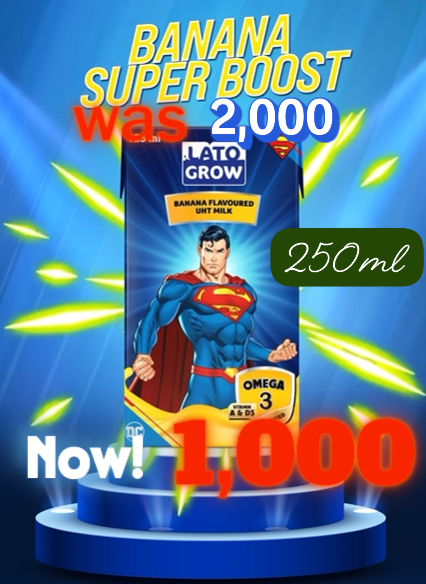 BANANA
SUPER BOOST
was 2,000
LATO
GROW
BANANA FLAVOURED
UHT MILK
250ml
OMEGA
3
VITAMIN
A & D3
DC
Now! 1,000